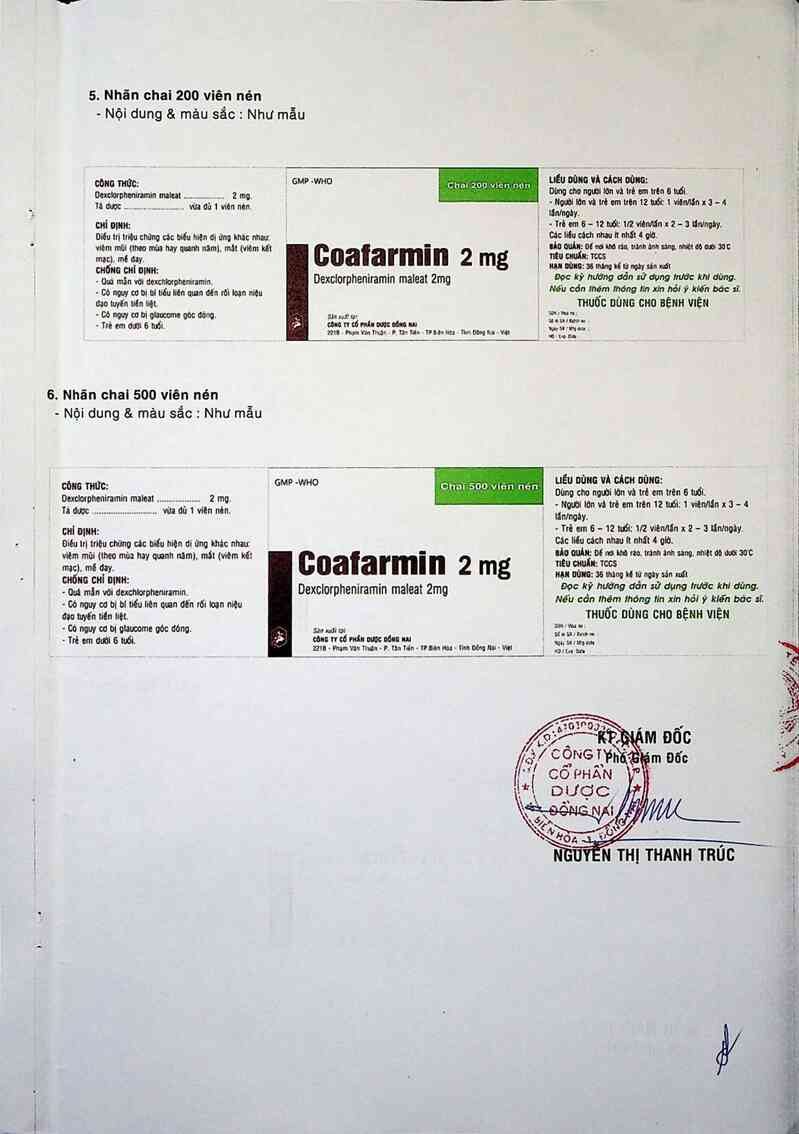 5. Nhãn chai 200 viên nén
- Nội dung & màu sắc : Như mẫu
CÔNG THỨC:
Dexclorpheniramin maleat .................. 2 mg.
Tá dược ........................... vừa đủ 1 viên nén.
CHỈ ĐỊNH:
Điều trị triệu chứng các biểu hiện dị ứng khác nhau:
viêm mũi (theo mùa hay quanh năm), mắt (viêm kết
mạc), mề đay.
CHỐNG CHỈ ĐỊNH:
- Quá mẫn với dexchlorpheniramin.
- Có nguy cơ bị bí tiểu liên quan đến rối loạn niệu
đạo tuyến tiền liệt.
- Có nguy cơ bị glaucome góc đóng.
- Trẻ em dưới 6 tuổi.
GMP -WHO
Chai 200 viên nén
Coafarmin 2 mg
Dexclorpheniramin maleat 2mg
Sản xuất tại:
CÔNG TY CỔ PHẦN DƯỢC ĐỒNG NAI
221B - Phạm Văn Thuận - P. Tân Tiến - TP Biên Hòa - Tỉnh Đồng Nai - Việt
LIỀU DÙNG VÀ CÁCH DÙNG:
Dùng cho người lớn và trẻ em trên 6 tuổi.
- Người lớn và trẻ em trên 12 tuổi: 1 viên/lần x 3 – 4
lần/ngày.
- Trẻ em 6 – 12 tuổi: 1/2 viên/lần x 2 – 3 lần/ngày.
Các liều cách nhau ít nhất 4 giờ.
BẢO QUẢN: Để nơi khô ráo, tránh ánh sáng, nhiệt độ dưới 30°C
TIÊU CHUẨN: TCCS
HẠN DÙNG: 36 tháng kể từ ngày sản xuất
Đọc kỹ hướng dẫn sử dụng trước khi dùng.
Nếu cần thêm thông tin xin hỏi ý kiến bác sĩ.
THUỐC DÙNG CHO BỆNH VIỆN
6. Nhãn chai 500 viên nén
- Nội dung & màu sắc : Như mẫu
CÔNG THỨC:
Dexclorpheniramin maleat .................. 2 mg.
Tá dược ........................... vừa đủ 1 viên nén.
CHỈ ĐỊNH:
Điều trị triệu chứng các biểu hiện dị ứng khác nhau:
viêm mũi (theo mùa hay quanh năm), mắt (viêm kết
mạc), mề đay.
CHỐNG CHỈ ĐỊNH:
- Quá mẫn với dexchlorpheniramin.
- Có nguy cơ bị bí tiểu liên quan đến rối loạn niệu
đạo tuyến tiền liệt.
- Có nguy cơ bị glaucome góc đóng.
- Trẻ em dưới 6 tuổi.
GMP -WHO
Chai 500 viên nén
Coafarmin 2 mg
Dexclorpheniramin maleat 2mg
Sản xuất tại
CÔNG TY CỔ PHẦN DƯỢC ĐỒNG NAI
221B - Phạm Văn Thuận - P. Tân Tiến - TP Biên Hòa - Tỉnh Đồng Nai - Việt
LIỀU DÙNG VÀ CÁCH DÙNG:
Dùng cho người lớn và trẻ em trên 6 tuổi.
- Người lớn và trẻ em trên 12 tuổi: 1 viên/lần x 3 – 4
lần/ngày.
- Trẻ em 6 – 12 tuổi: 1/2 viên/lần x 2 – 3 lần/ngày.
Các liều cách nhau ít nhất 4 giờ.
BẢO QUẢN: Để nơi khô ráo, tránh ánh sáng, nhiệt độ dưới 30°C
TIÊU CHUẨN: TCCS
HẠN DÙNG: 36 tháng kể từ ngày sản xuất
Đọc kỹ hướng dẫn sử dụng trước khi dùng.
Nếu cần thêm thông tin xin hỏi ý kiến bác sĩ.
THUỐC DÙNG CHO BỆNH VIỆN
KT.GIÁM ĐỐC
Phó Giám Đốc
CÔNG TY
CỔ PHẦN
DƯỢC
ĐỒNG NAI
NGUYỄN THỊ THANH TRÚC